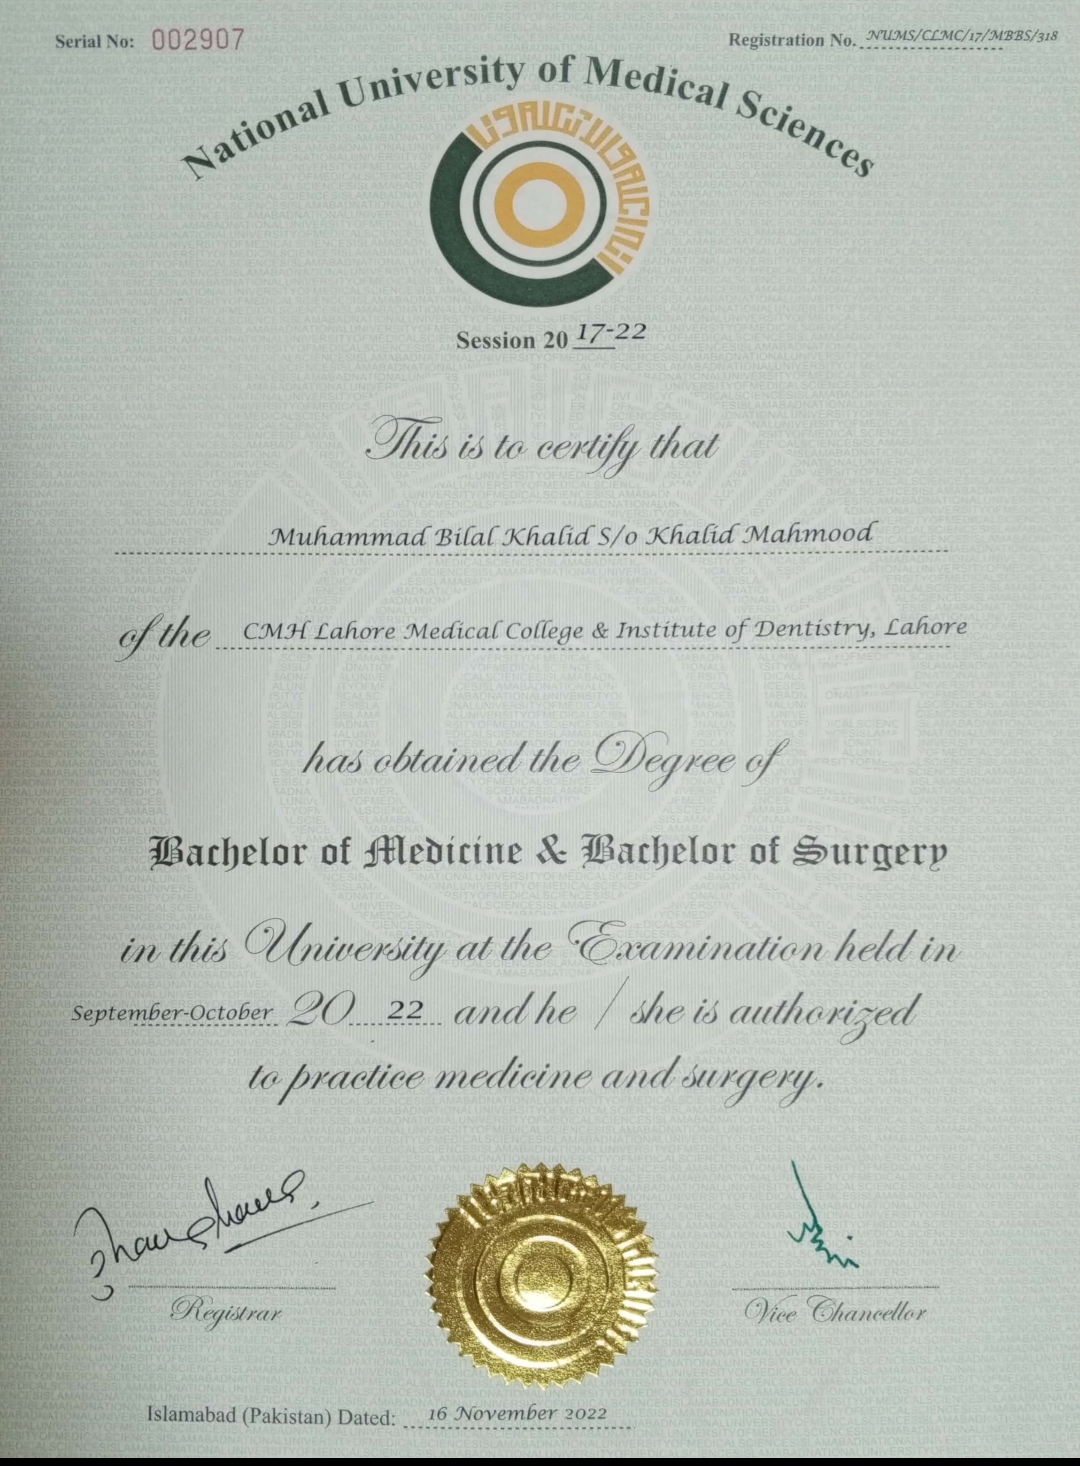 Serial No: 002907
Registration No. NUMS/CLMC/17/MBBS/318
National University of Medical Sciences
Session 20 17-22
This is to certify that
Muhammad Bilal Khalid S/o Khalid Mahmood
of the CMH Lahore Medical College & Institute of Dentistry, Lahore
has obtained the Degree of
Bachelor of Medicine & Bachelor of Surgery
in this University at the Examination held in
September-October 20 22 and he / she is authorized
to practice medicine and surgery.
Registrar
Vice Chancellor
Islamabad (Pakistan) Dated: 16 November 2022